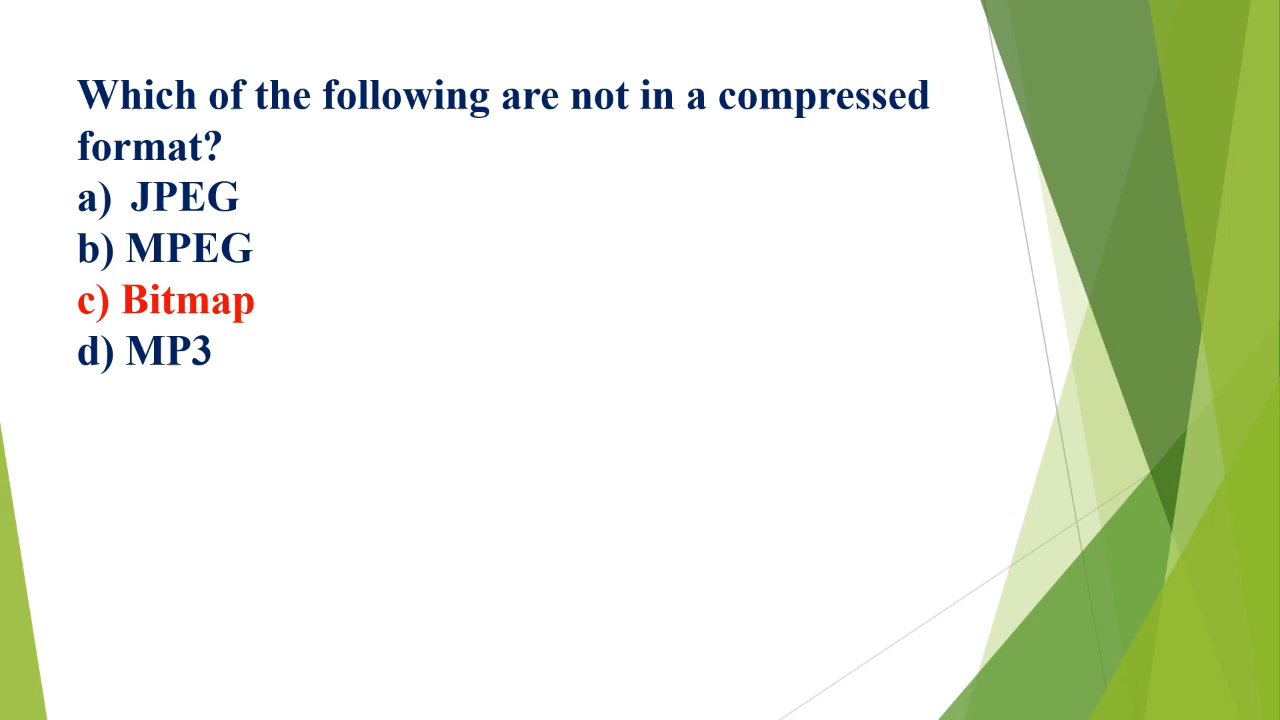 Which of the following are not in a compressed
format?
a) JPEG
b) MPEG
c) Bitmap
d) MP3